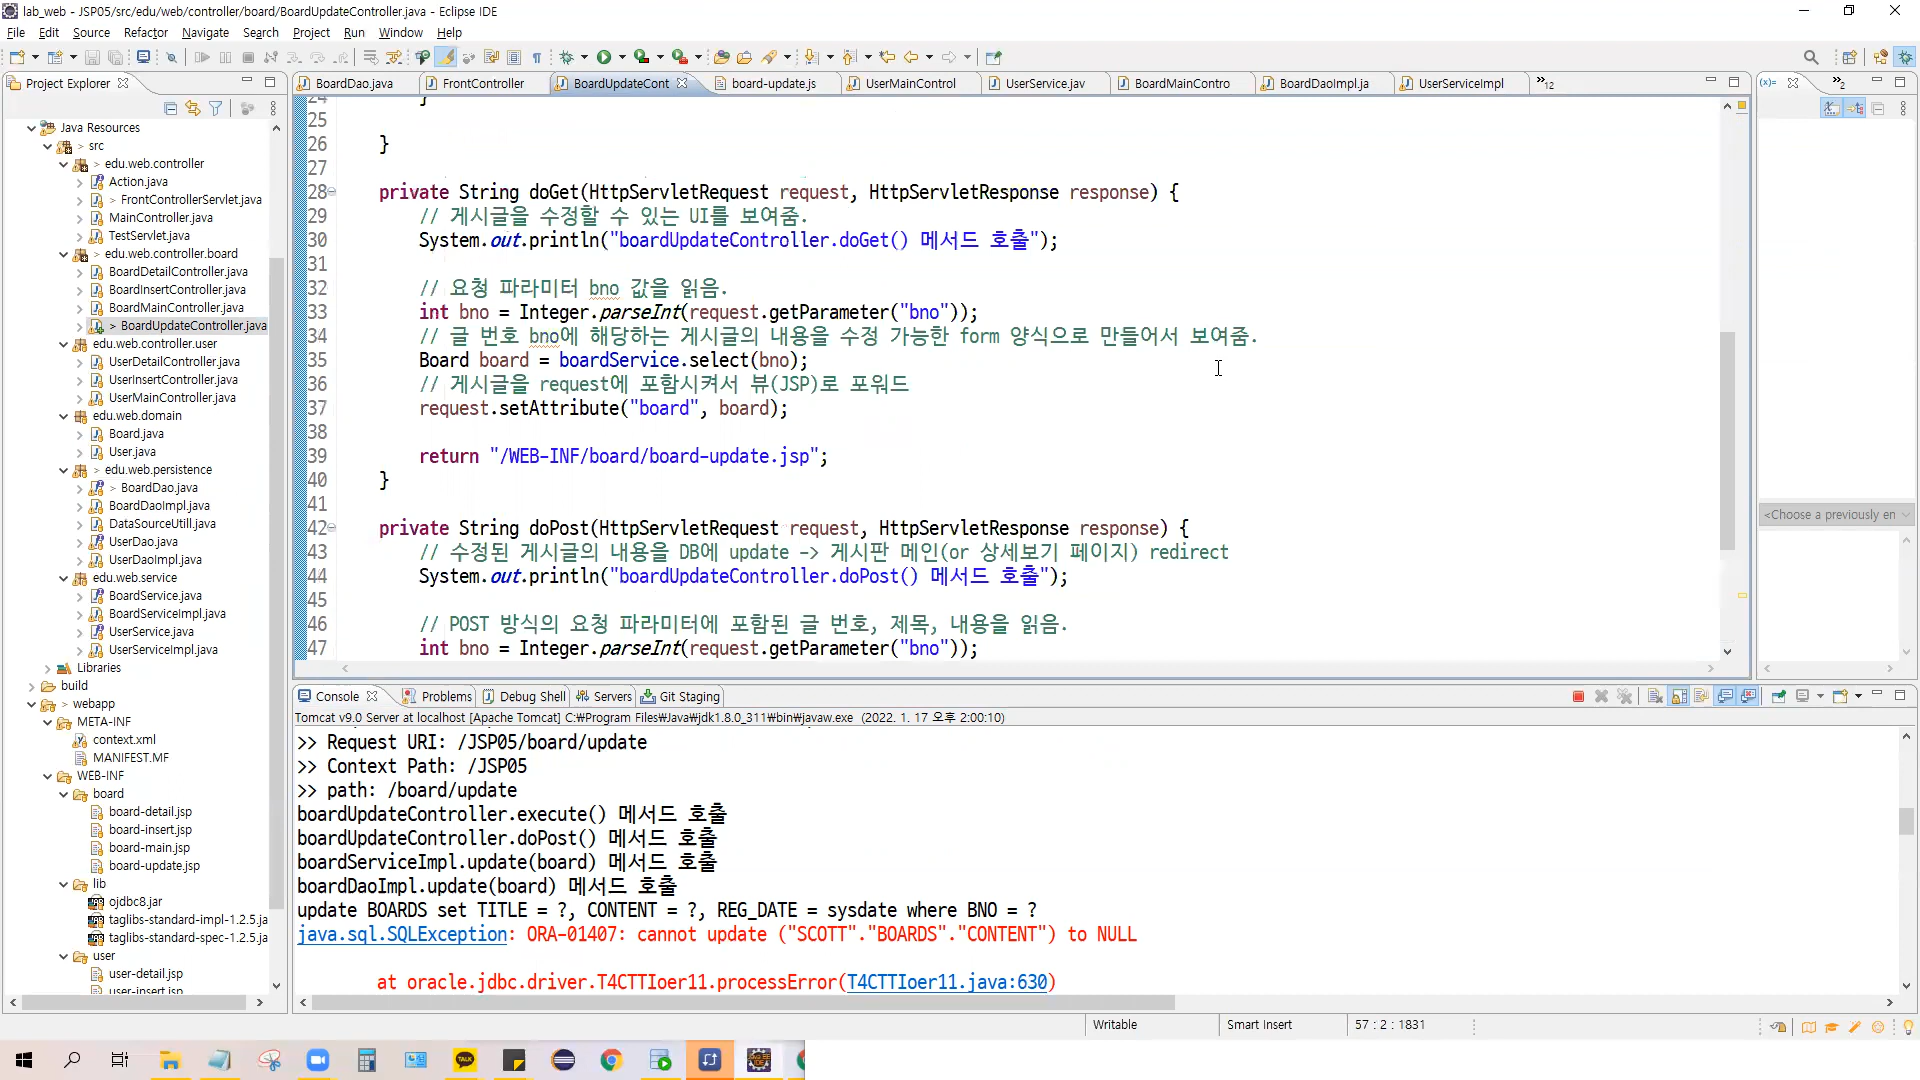 lab_web - JSP05/src/edu/web/controller/board/BoardUpdateController.java - Eclipse IDE
File Edit Source Refactor Navigate Search Project Run Window Help
Project Explorer
BoardDao.java FrontController BoardUpdateCont board-update.js UserMainControl UserService.jav BoardMainContro BoardDaoImpl.ja UserServiceImpl »12
(x)= »2
Java Resources
> src
> edu.web.controller
Action.java
> FrontControllerServlet.java
MainController.java
TestServlet.java
> edu.web.controller.board
BoardDetailController.java
BoardInsertController.java
BoardMainController.java
> BoardUpdateController.java
edu.web.controller.user
UserDetailController.java
UserInsertController.java
UserMainController.java
edu.web.domain
Board.java
User.java
> edu.web.persistence
> BoardDao.java
BoardDaoImpl.java
DataSourceUtill.java
UserDao.java
UserDaoImpl.java
edu.web.service
BoardService.java
BoardServiceImpl.java
UserService.java
UserServiceImpl.java
Libraries
build
> webapp
META-INF
context.xml
MANIFEST.MF
WEB-INF
board
board-detail.jsp
board-insert.jsp
board-main.jsp
board-update.jsp
lib
ojdbc8.jar
taglibs-standard-impl-1.2.5.ja
taglibs-standard-spec-1.2.5.ja
user
user-detail.jsp
user-insert.jsp
24 }
25
26 }
27
28 private String doGet(HttpServletRequest request, HttpServletResponse response) {
29 // 게시글을 수정할 수 있는 UI를 보여줌.
30 System.out.println("boardUpdateController.doGet() 메서드 호출");
31
32 // 요청 파라미터 bno 값을 읽음.
33 int bno = Integer.parseInt(request.getParameter("bno"));
34 // 글 번호 bno에 해당하는 게시글의 내용을 수정 가능한 form 양식으로 만들어서 보여줌.
35 Board board = boardService.select(bno);
36 // 게시글을 request에 포함시켜서 뷰(JSP)로 포워드
37 request.setAttribute("board", board);
38
39 return "/WEB-INF/board/board-update.jsp";
40 }
41
42 private String doPost(HttpServletRequest request, HttpServletResponse response) {
43 // 수정된 게시글의 내용을 DB에 update -> 게시판 메인(or 상세보기 페이지) redirect
44 System.out.println("boardUpdateController.doPost() 메서드 호출");
45
46 // POST 방식의 요청 파라미터에 포함된 글 번호, 제목, 내용을 읽음.
47 int bno = Integer.parseInt(request.getParameter("bno"));
<Choose a previously en
Console Problems Debug Shell Servers Git Staging
Tomcat v9.0 Server at localhost [Apache Tomcat] C:₩Program Files₩Java₩jdk1.8.0_311₩bin₩javaw.exe (2022. 1. 17 오후 2:00:10)
>> Request URI: /JSP05/board/update
>> Context Path: /JSP05
>> path: /board/update
boardUpdateController.execute() 메서드 호출
boardUpdateController.doPost() 메서드 호출
boardServiceImpl.update(board) 메서드 호출
boardDaoImpl.update(board) 메서드 호출
update BOARDS set TITLE = ?, CONTENT = ?, REG_DATE = sysdate where BNO = ?
java.sql.SQLException: ORA-01407: cannot update ("SCOTT"."BOARDS"."CONTENT") to NULL
at oracle.jdbc.driver.T4CTTIoer11.processError(T4CTTIoer11.java:630)
Writable Smart Insert 57 : 2 : 1831
TALK